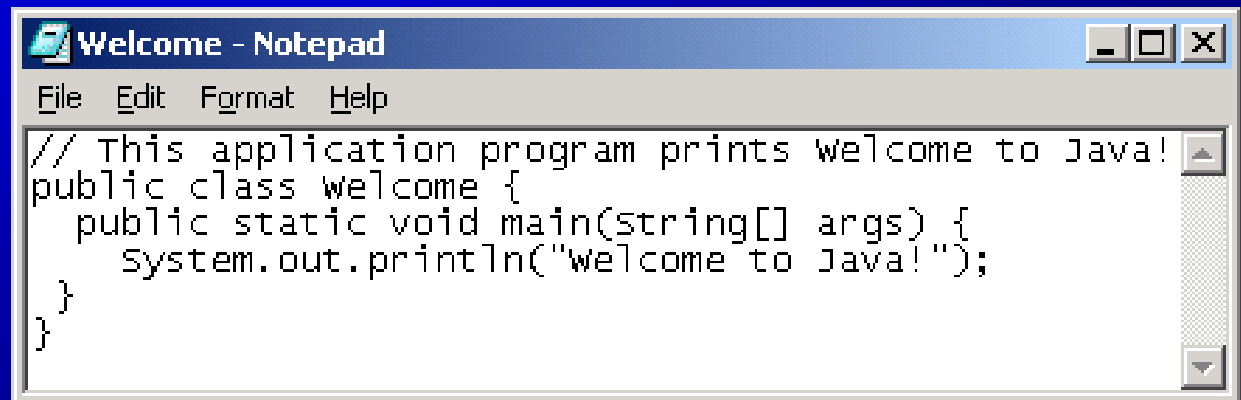 Welcome - Notepad
File Edit Format Help
// This application program prints Welcome to Java!
public class Welcome {
  public static void main(String[] args) {
    System.out.println("Welcome to Java!");
  }
}